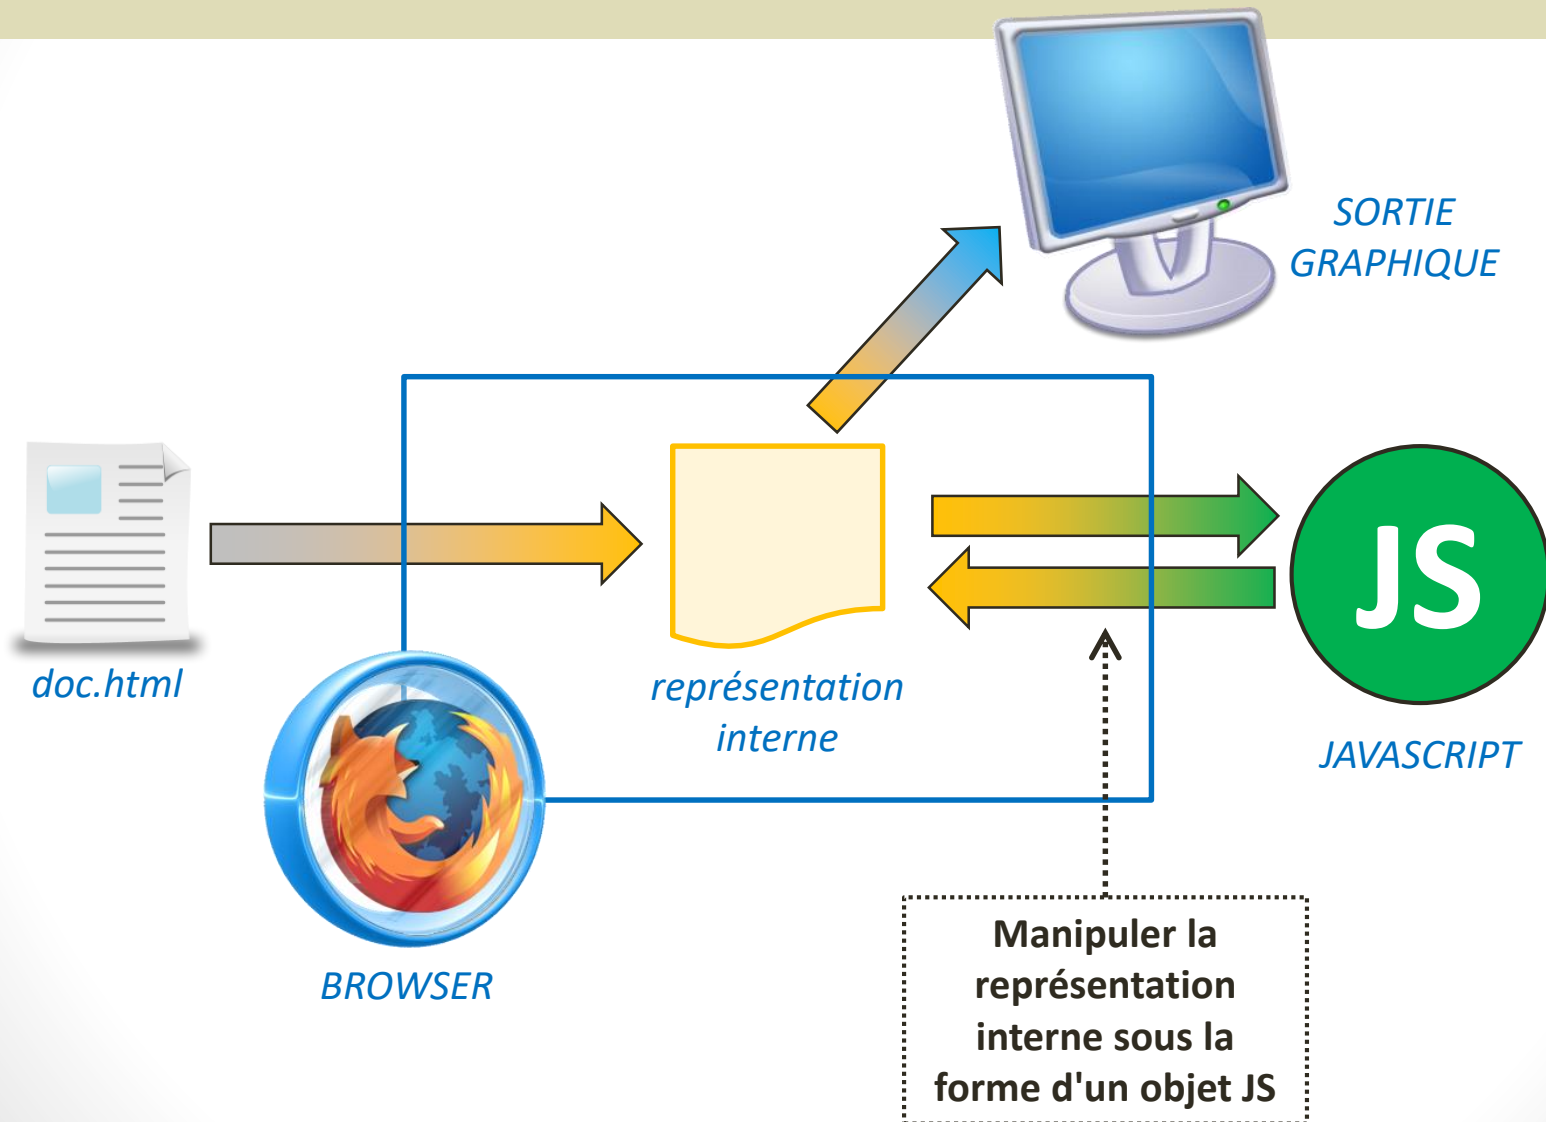 SORTIE
GRAPHIQUE
doc.html
représentation
interne
JS
JAVASCRIPT
BROWSER
Manipuler la
représentation
interne sous la
forme d'un objet JS